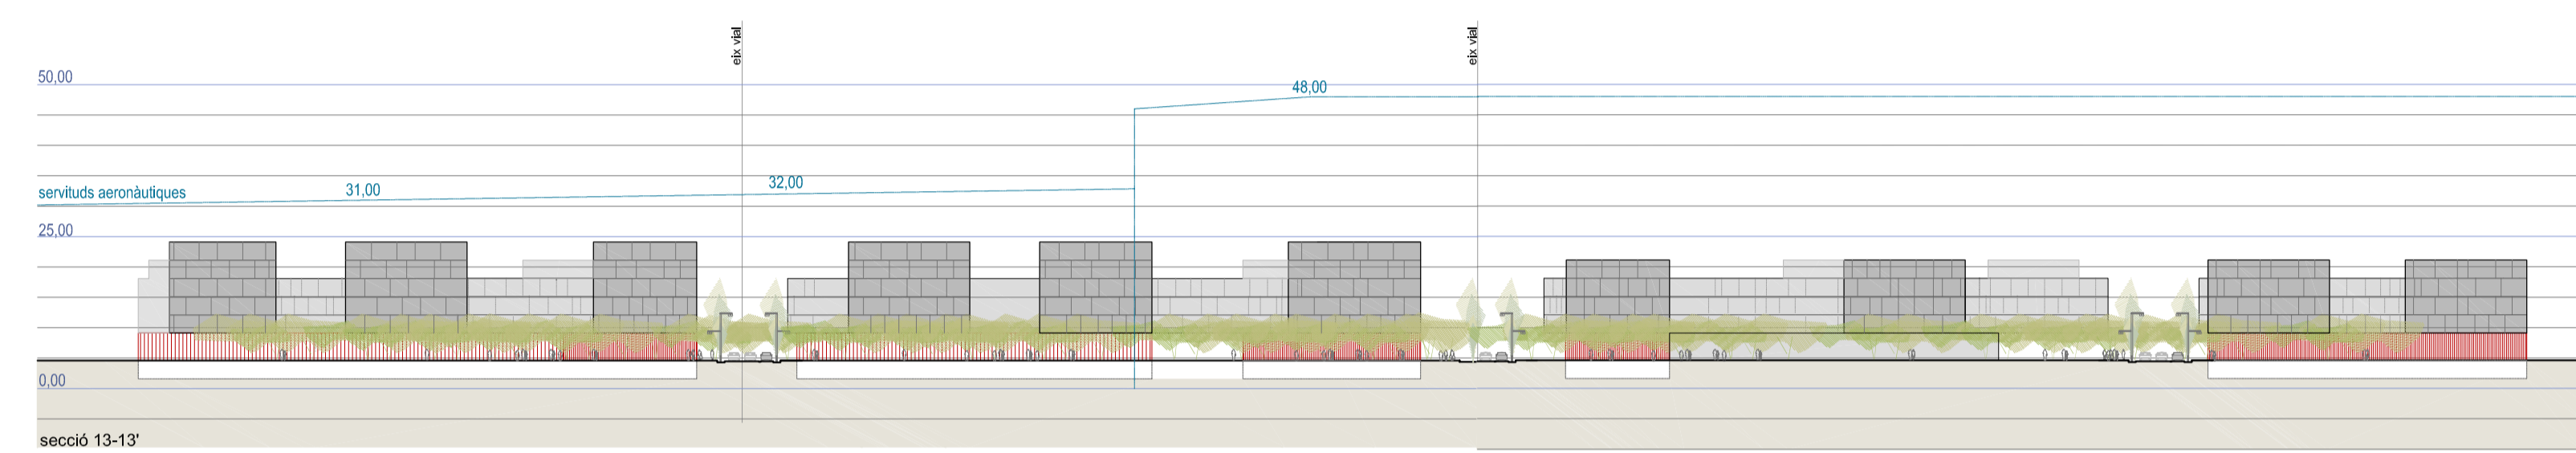 eix vial
eix vial
50,00
48,00
servituds aeronàutiques
31,00
32,00
25,00
0,00
secció 13-13'